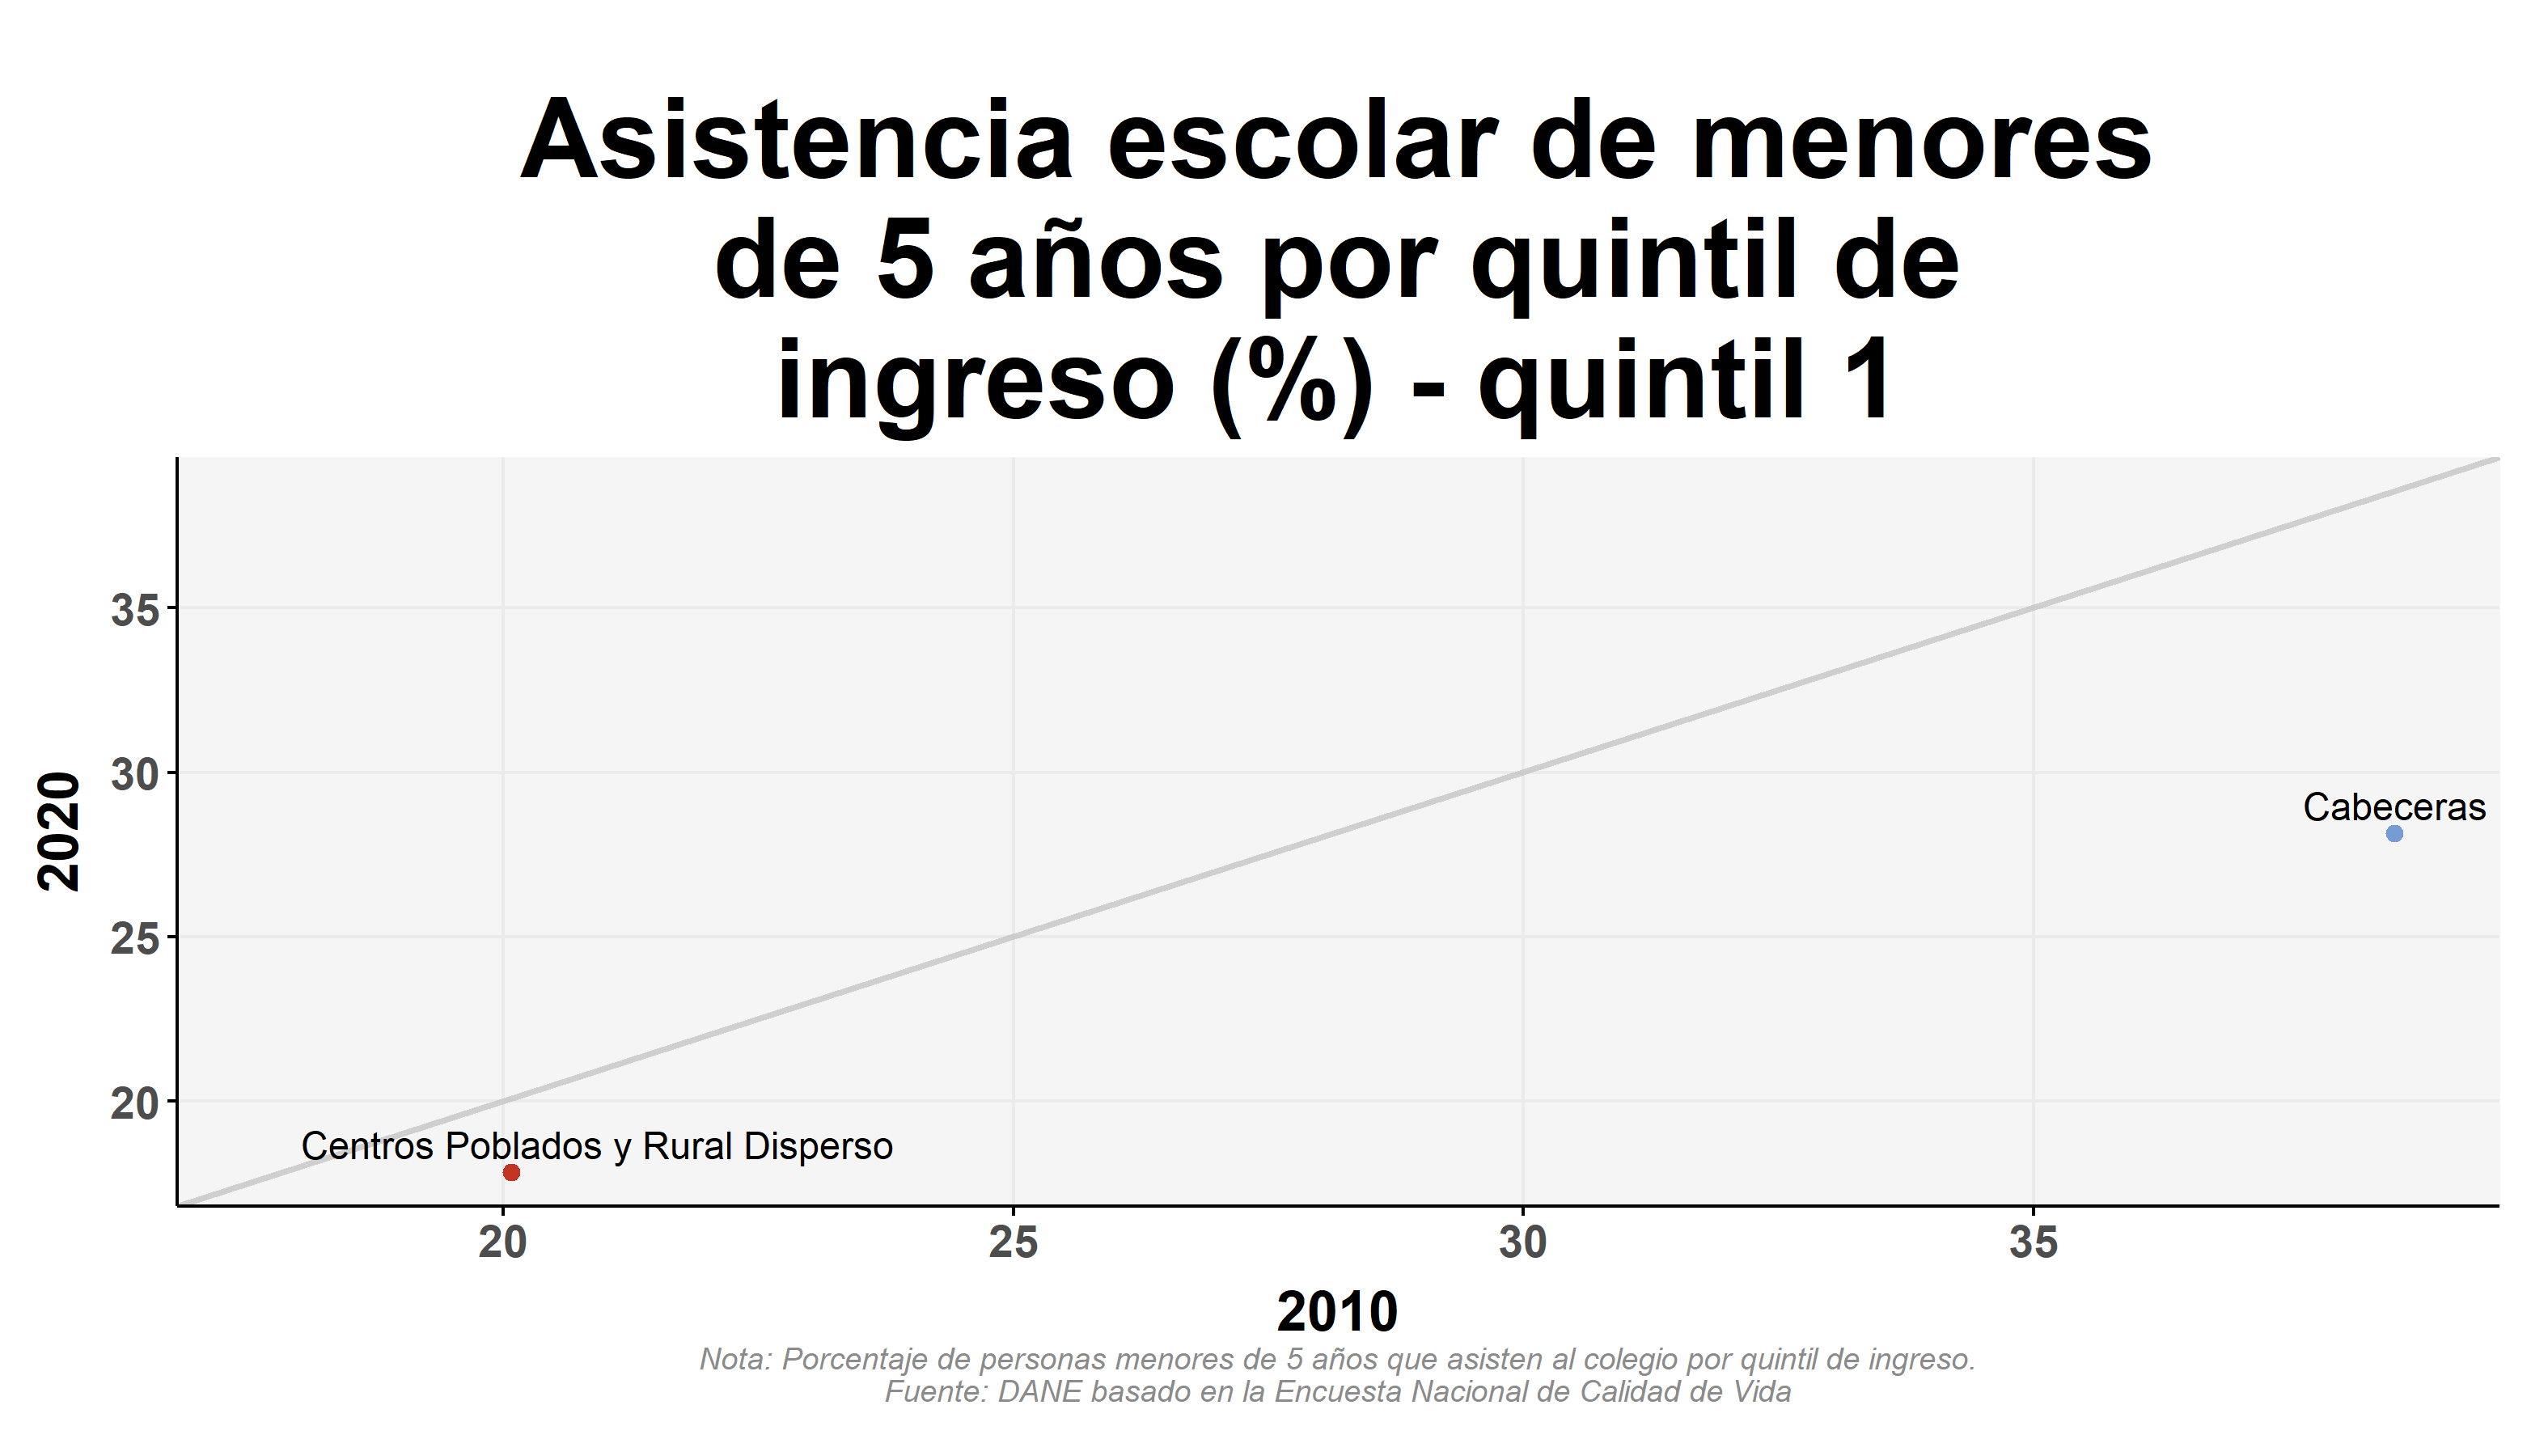 Asistencia escolar de menores
de 5 años por quintil de
ingreso (%) - quintil 1
35
30
25
20
2020
Cabeceras
Centros Poblados y Rural Disperso
20
25
30
35
2010
Nota: Porcentaje de personas menores de 5 años que asisten al colegio por quintil de ingreso.
Fuente: DANE basado en la Encuesta Nacional de Calidad de Vida